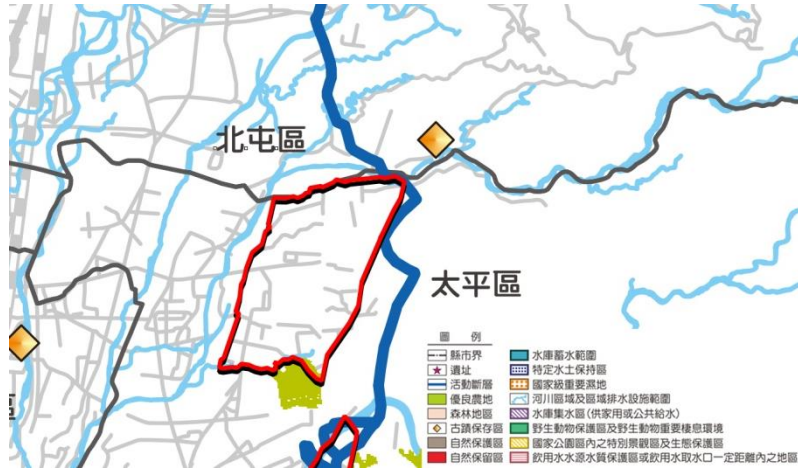 北屯區
太平區
圖 例
縣市界
遺址
活動斷層
優良農地
森林地區
古蹟保存區
自然保護區
自然保留區
水庫蓄水範圍
特定水土保持區
國家級重要濕地
河川區域及區域排水設施範圍
水庫集水區(供家用或公共給水)
野生動物保護區及野生動物重要棲息環境
國家公園區內之特別景觀區及生態保護區
飲用水水源水質保護區或飲用水取水口一定距離內之地區